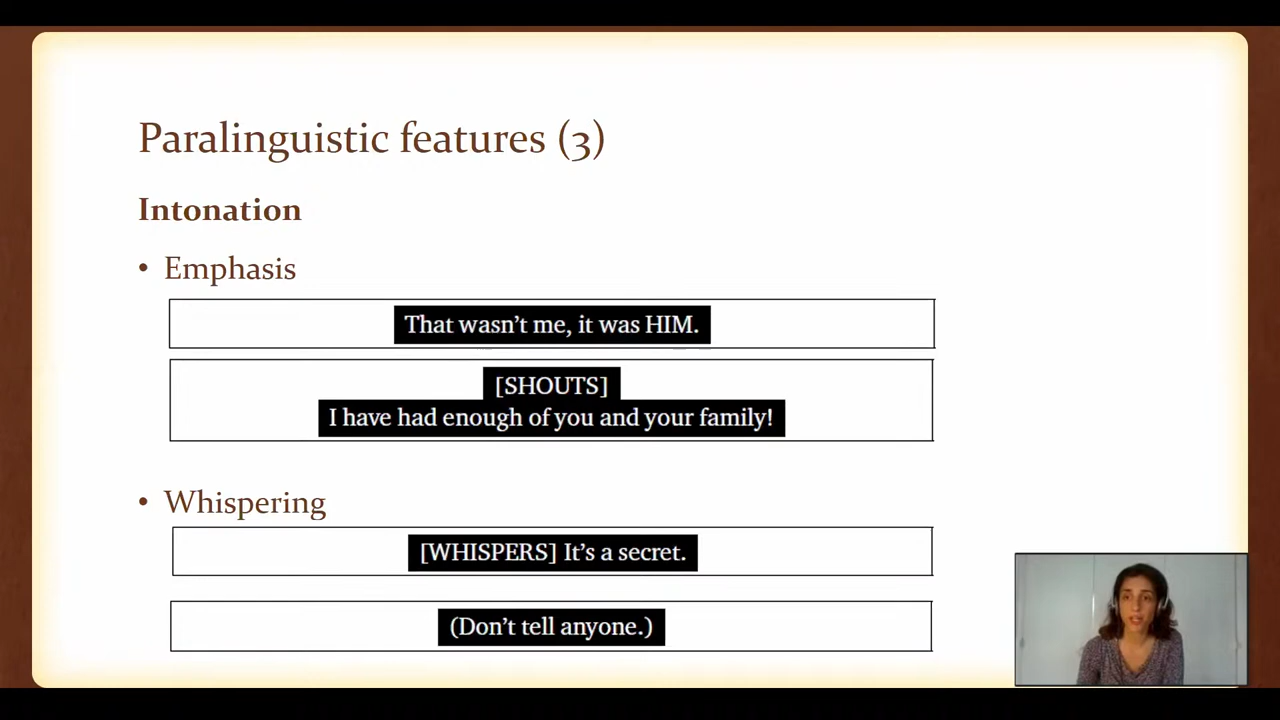 Paralinguistic features (3)
Intonation
• Emphasis
That wasn't me, it was HIM.
[SHOUTS]
I have had enough of you and your family!
• Whispering
[WHISPERS] It's a secret.
(Don't tell anyone.)